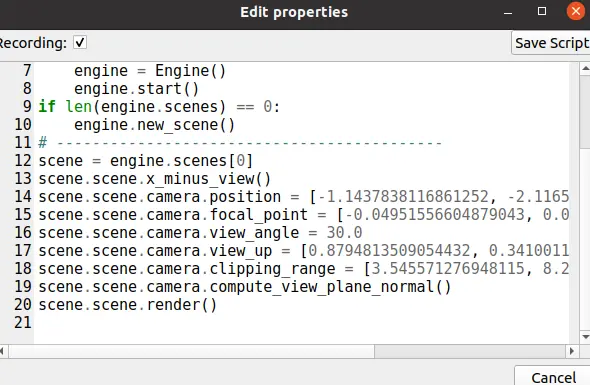 Edit properties
Recording:
Save Script
7     engine = Engine()
8     engine.start()
9 if len(engine.scenes) == 0:
10     engine.new_scene()
11 # -------------------------------------------
12 scene = engine.scenes[0]
13 scene.scene.x_minus_view()
14 scene.scene.camera.position = [-1.1437838116861252, -2.1165
15 scene.scene.camera.focal_point = [-0.04951556604879043, 0.0
16 scene.scene.camera.view_angle = 30.0
17 scene.scene.camera.view_up = [0.8794813509054432, 0.3410011
18 scene.scene.camera.clipping_range = [3.545571276948115, 8.2
19 scene.scene.camera.compute_view_plane_normal()
20 scene.scene.render()
21
Cancel